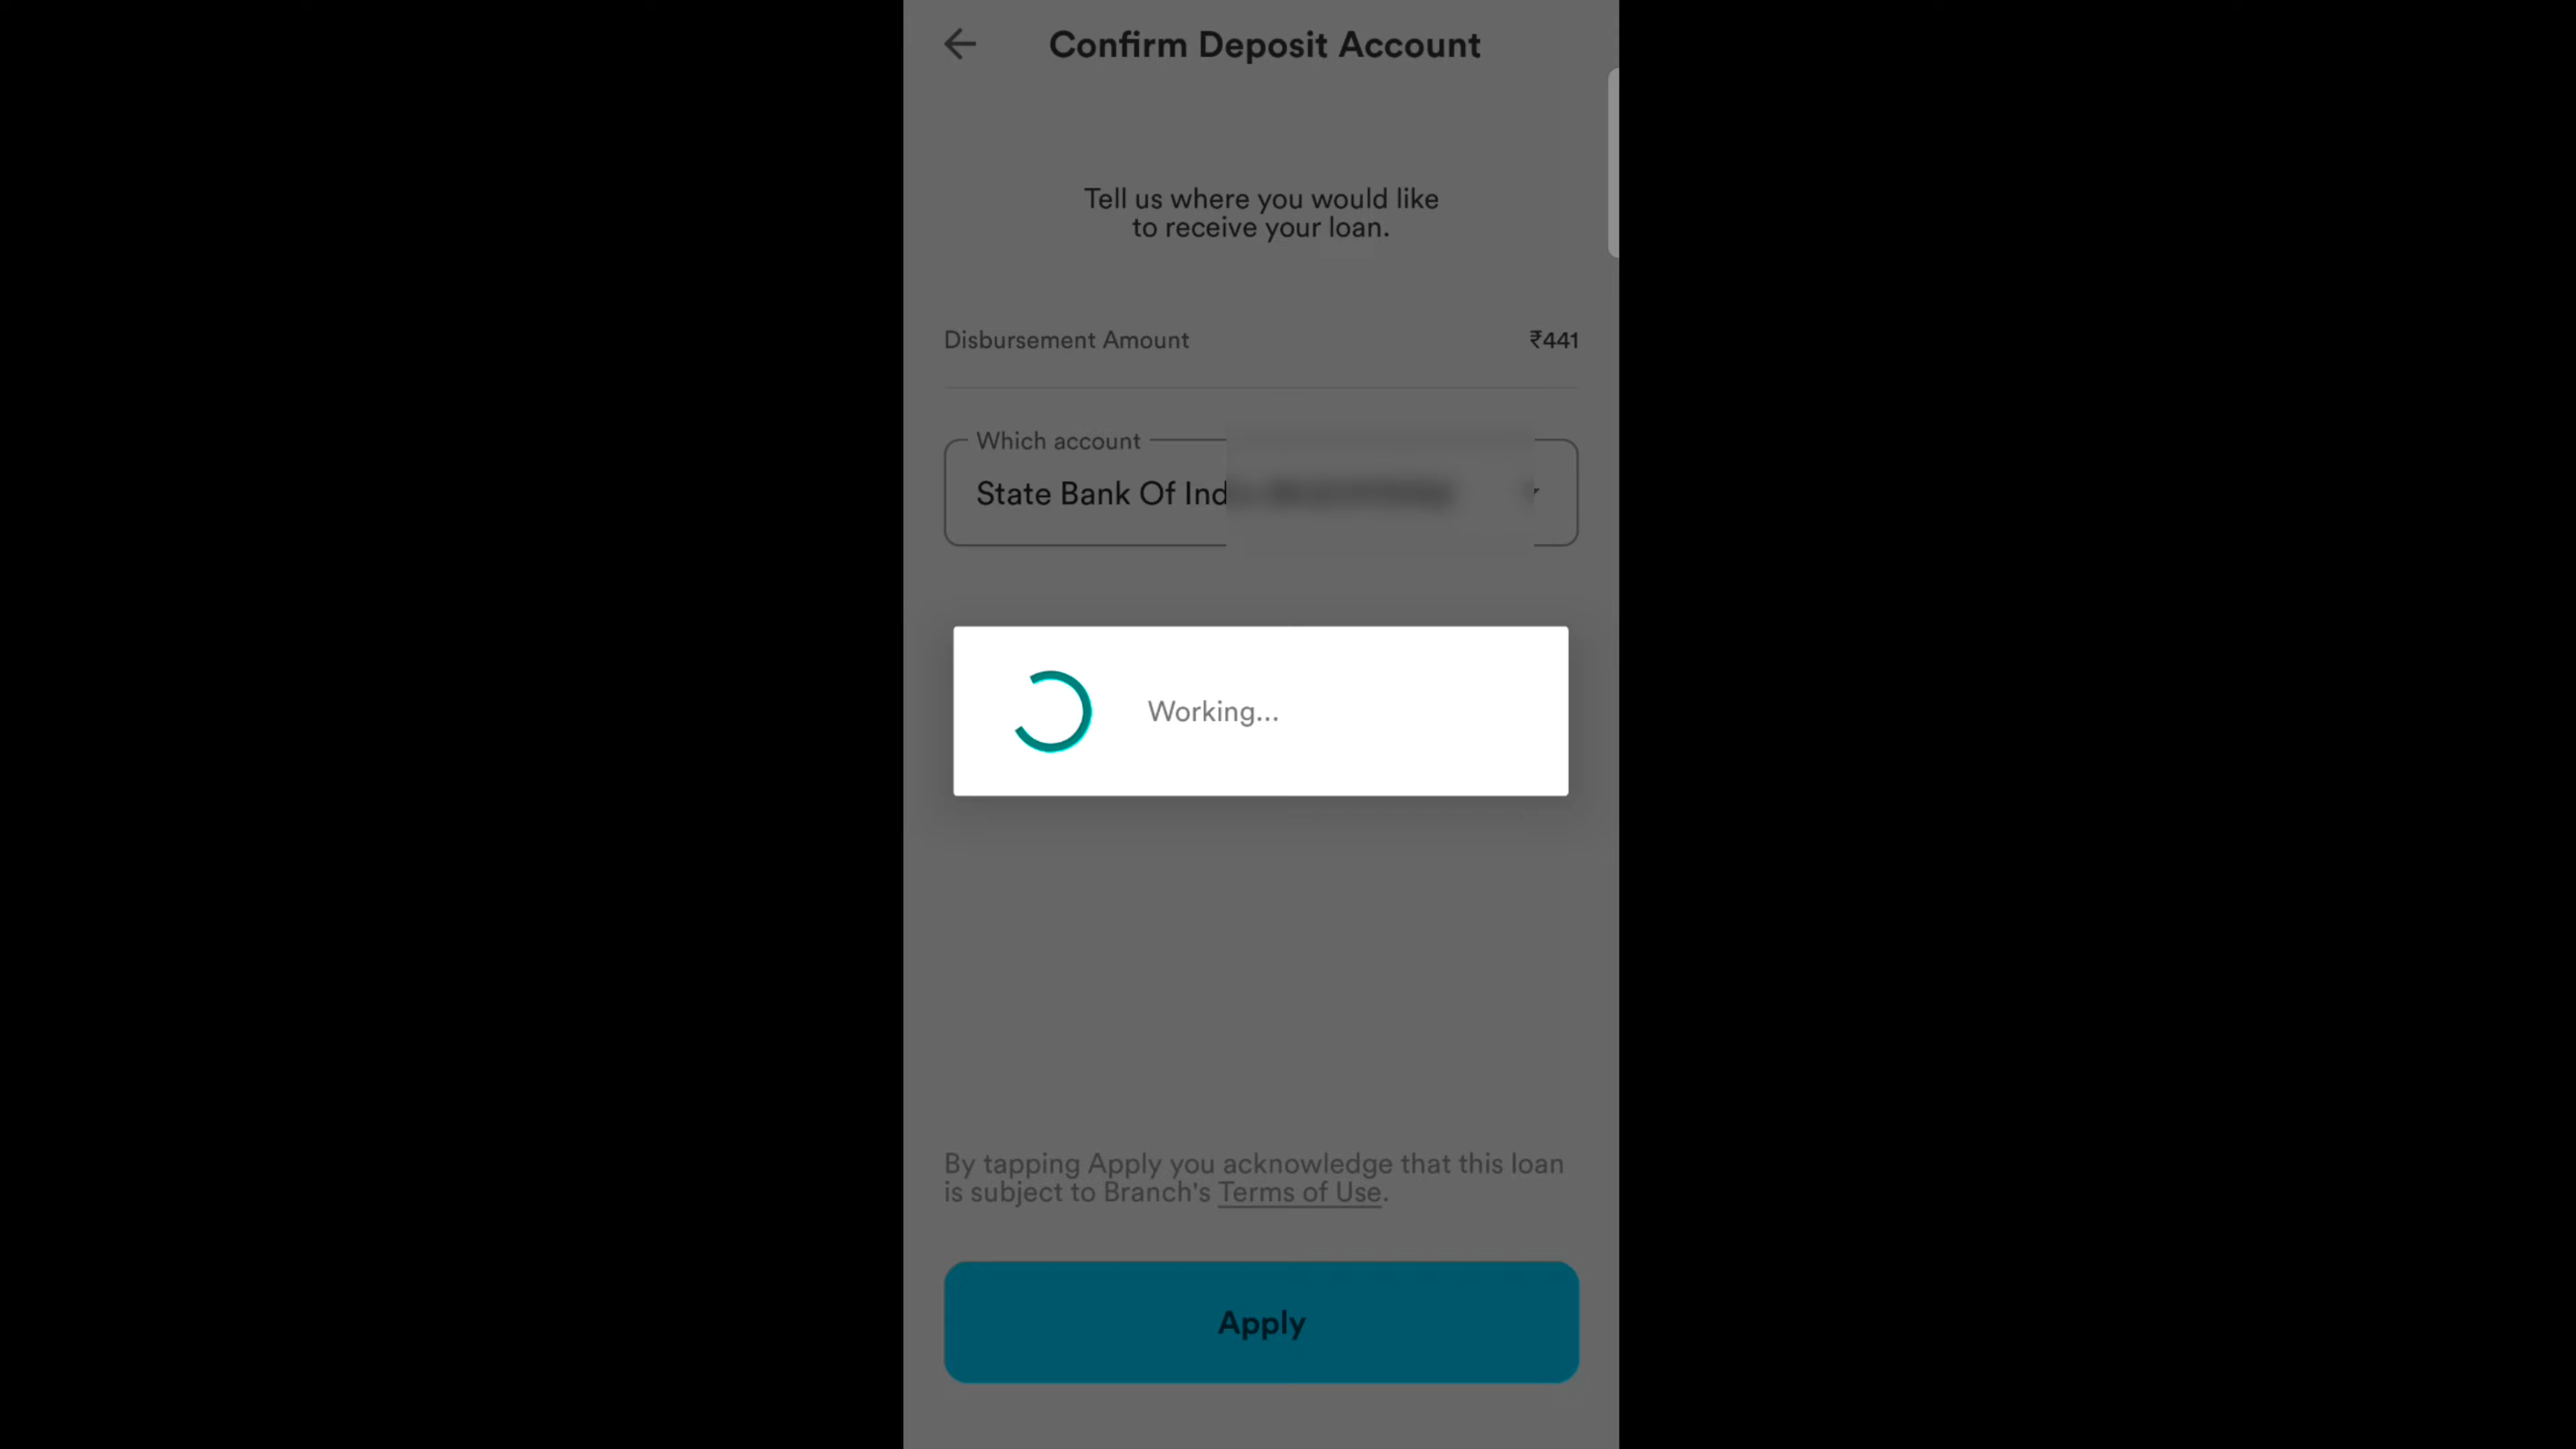 Confirm Deposit Account
Tell us where you would like
to receive your loan.
Disbursement Amount ₹441
Which account
State Bank Of Ind
Working...
By tapping Apply you acknowledge that this loan
is subject to Branch's Terms of Use.
Apply